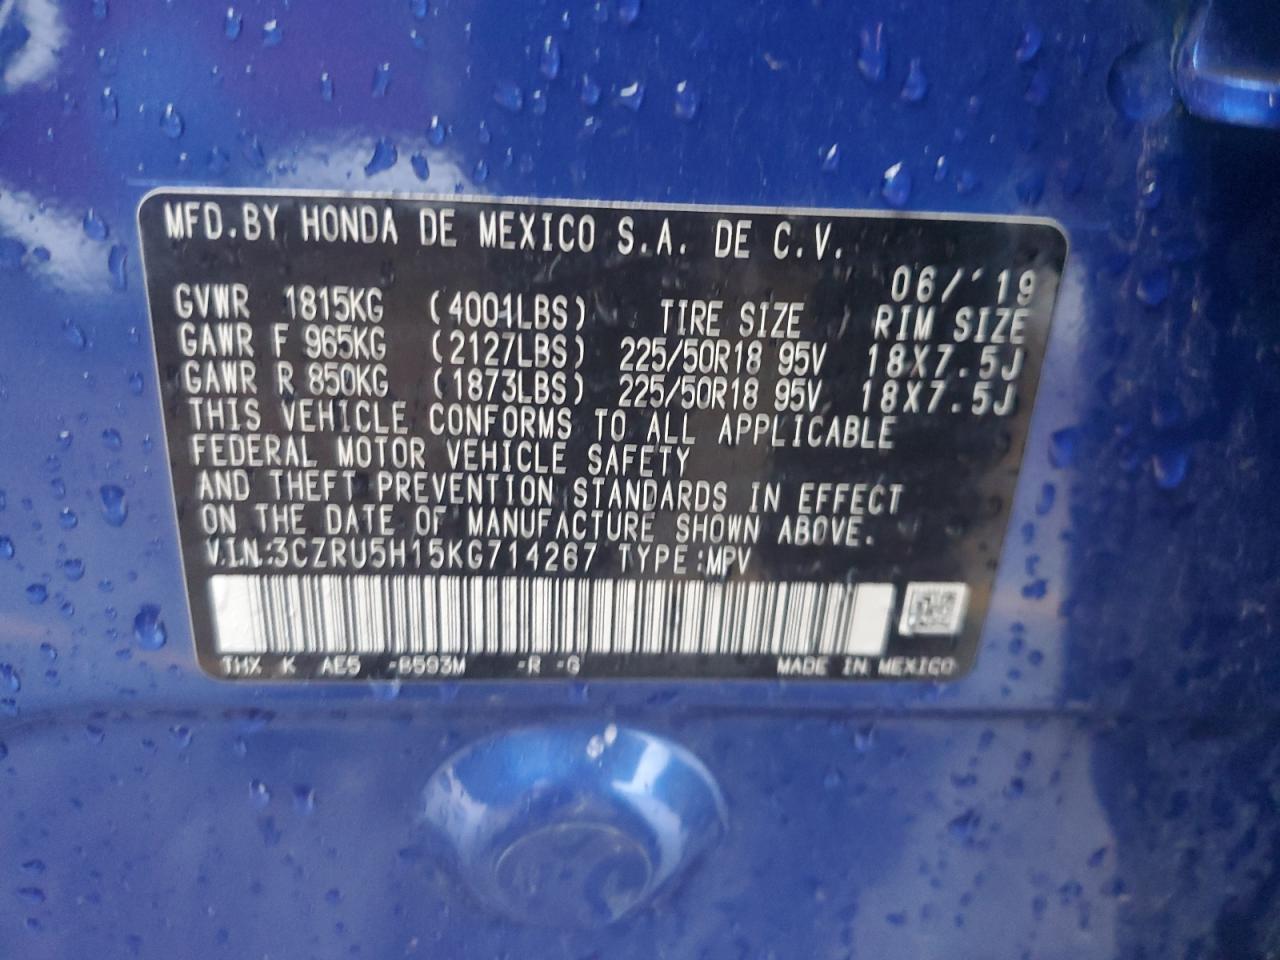 MFD.BY HONDA DE MEXICO S.A. DE C.V.
06/'19
GVWR 1815KG (4001LBS) TIRE SIZE / RIM SIZE
GAWR F 965KG (2127LBS) 225/50R18 95V 18X7.5J
GAWR R 850KG (1873LBS) 225/50R18 95V 18X7.5J
THIS VEHICLE CONFORMS TO ALL APPLICABLE
FEDERAL MOTOR VEHICLE SAFETY
AND THEFT PREVENTION STANDARDS IN EFFECT
ON THE DATE OF MANUFACTURE SHOWN ABOVE.
V.I.N:3CZRU5H15KG714267 TYPE:MPV
THX K AE5 -B593M -R -G MADE IN MEXICO